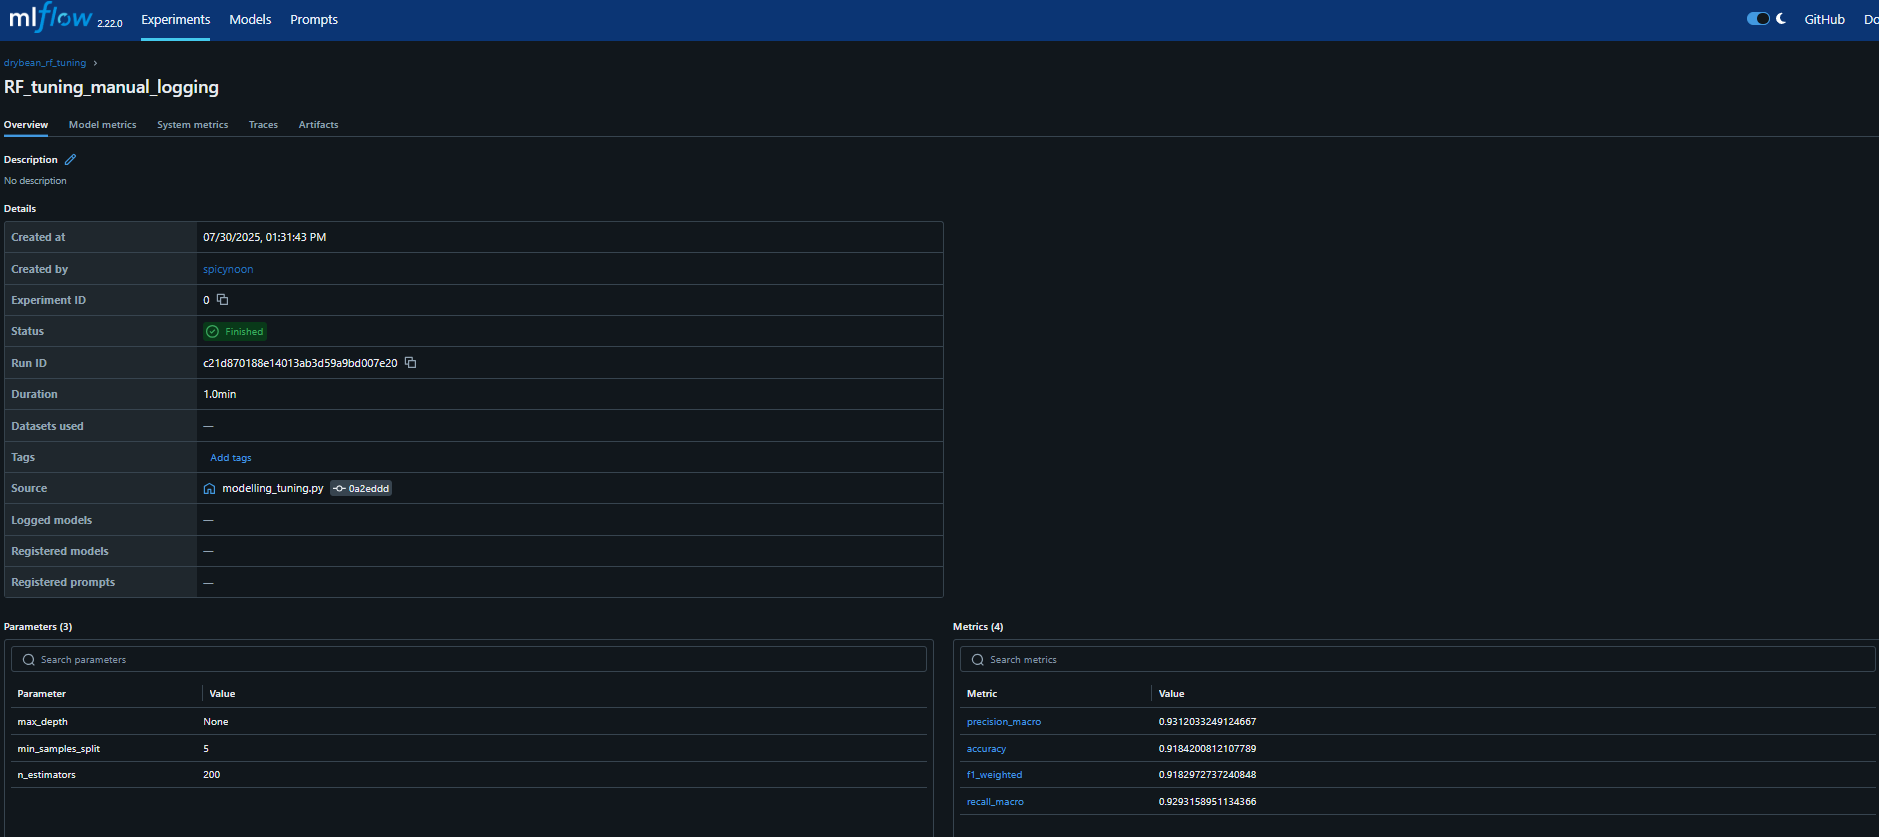 mlflow 2.22.0 Experiments Models Prompts GitHub Do
drybean_rf_tuning ›
RF_tuning_manual_logging
Overview Model metrics System metrics Traces Artifacts
Description
No description
Details
Created at 07/30/2025, 01:31:43 PM
Created by spicynoon
Experiment ID 0
Status Finished
Run ID c21d870188e14013ab3d59a9bd007e20
Duration 1.0min
Datasets used —
Tags Add tags
Source modelling_tuning.py 0a2eddd
Logged models —
Registered models —
Registered prompts —
Parameters (3)
Search parameters
Parameter Value
max_depth None
min_samples_split 5
n_estimators 200
Metrics (4)
Search metrics
Metric Value
precision_macro 0.9312033249124667
accuracy 0.9184200812107789
f1_weighted 0.9182972737240848
recall_macro 0.9293158951134366